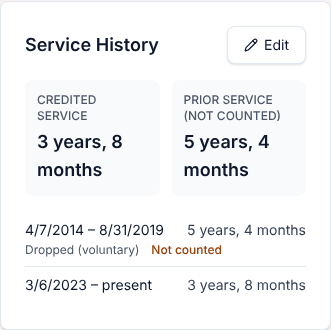 Service History
Edit
CREDITED
SERVICE
3 years, 8
months
PRIOR SERVICE
(NOT COUNTED)
5 years, 4
months
4/7/2014 – 8/31/2019 5 years, 4 months
Dropped (voluntary) Not counted
3/6/2023 – present 3 years, 8 months